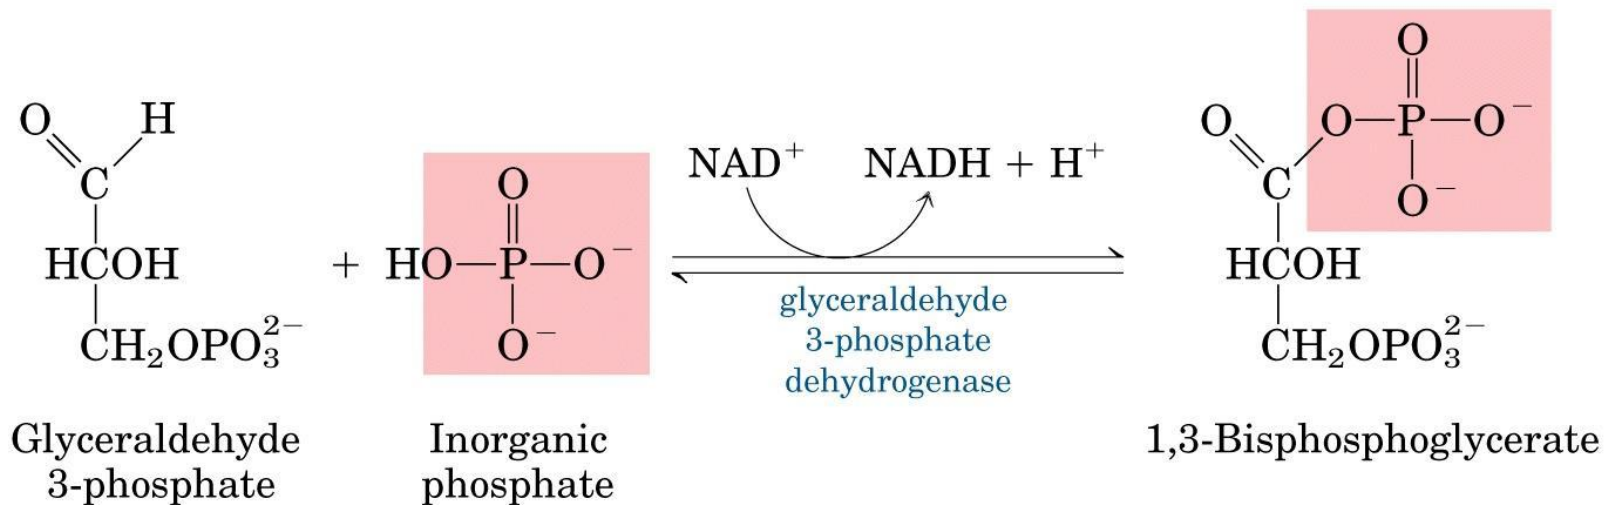 O H
C
HCOH
CH₂OPO₃²⁻
Glyceraldehyde
3-phosphate
+
O
HO—P—O⁻
O⁻
Inorganic
phosphate
NAD⁺ NADH + H⁺
glyceraldehyde
3-phosphate
dehydrogenase
O
O O—P—O⁻
C O⁻
HCOH
CH₂OPO₃²⁻
1,3-Bisphosphoglycerate